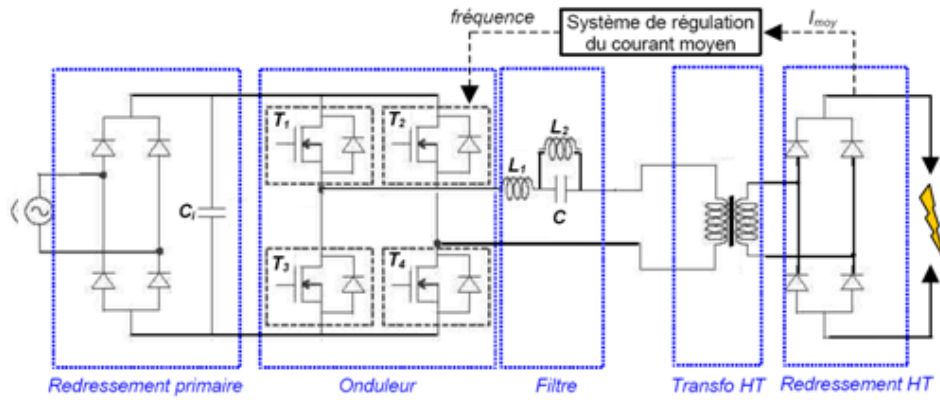 fréquence
Système de régulation
du courant moyen
Imoy
T1
T2
L2
L1
C
Ci
T3
T4
Redressement primaire
Onduleur
Filtre
Transfo HT
Redressement HT